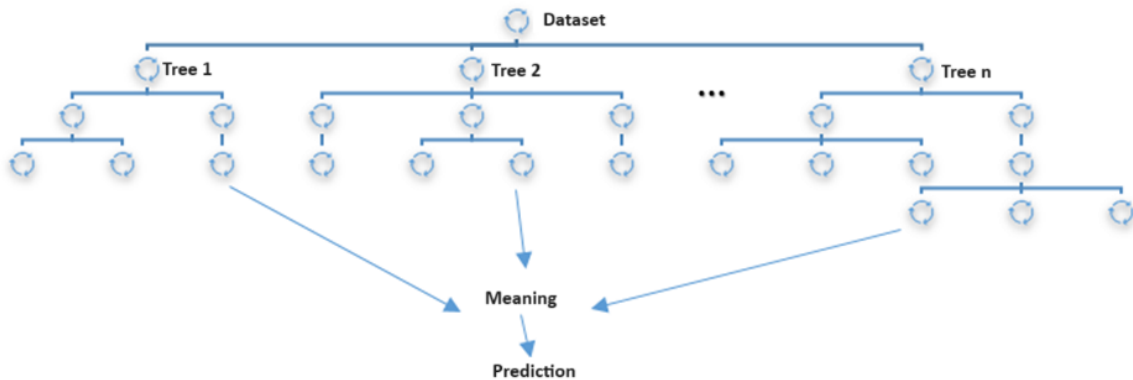 Dataset
Tree 1
Tree 2
...
Tree n
Meaning
Prediction